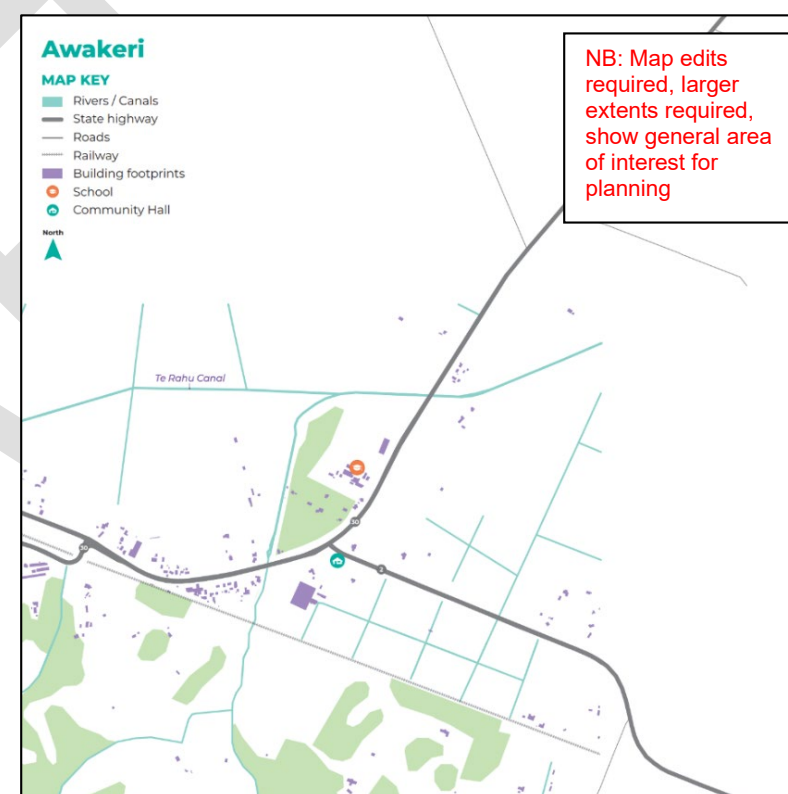 Awakeri
MAP KEY
Rivers / Canals
State highway
Roads
Railway
Building footprints
School
Community Hall
North
NB: Map edits
required, larger
extents required,
show general area
of interest for
planning
Te Rahu Canal
30
30
2